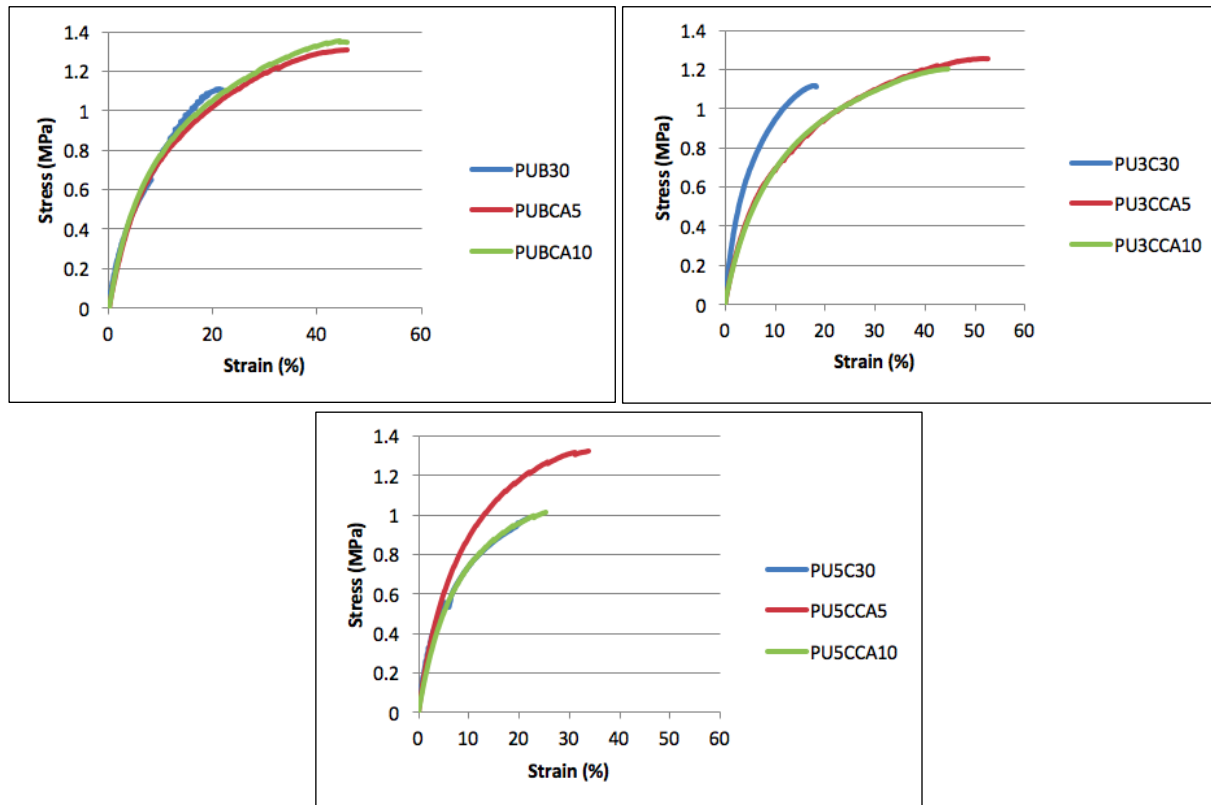 1.4
1.2
1
0.8
0.6
0.4
0.2
0
Stress (MPa)
0 20 40 60
Strain (%)
PUB30
PUBCA5
PUBCA10
1.4
1.2
1
0.8
0.6
0.4
0.2
0
Stress (MPa)
0 10 20 30 40 50 60
Strain (%)
PU3C30
PU3CCA5
PU3CCA10
1.4
1.2
1
0.8
0.6
0.4
0.2
0
Stress (MPa)
0 10 20 30 40 50 60
Strain (%)
PU5C30
PU5CCA5
PU5CCA10